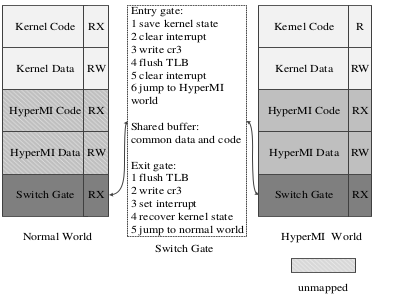 Kernel Code RX
Kernel Data RW
HyperMI Code RX
HyperMI Data RW
Switch Gate RX
Normal World
Entry gate:
1 save kernel state
2 clear interrupt
3 write cr3
4 flush TLB
5 clear interrupt
6 jump to HyperMI
world
Shared buffer:
common data and code
Exit gate:
1 flush TLB
2 write cr3
3 set interrupt
4 recover kernel state
5 jump to normal world
Switch Gate
Kernel Code R
Kernel Data RW
HyperMI Code RX
HyperMI Data RW
Switch Gate RX
HyperMI World
unmapped